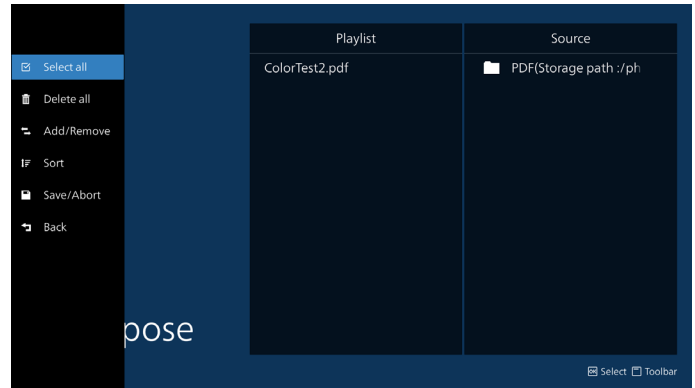 Select all
Delete all
Add/Remove
Sort
Save/Abort
Back
pose
Playlist
ColorTest2.pdf
Source
PDF(Storage path :/ph
Select Toolbar